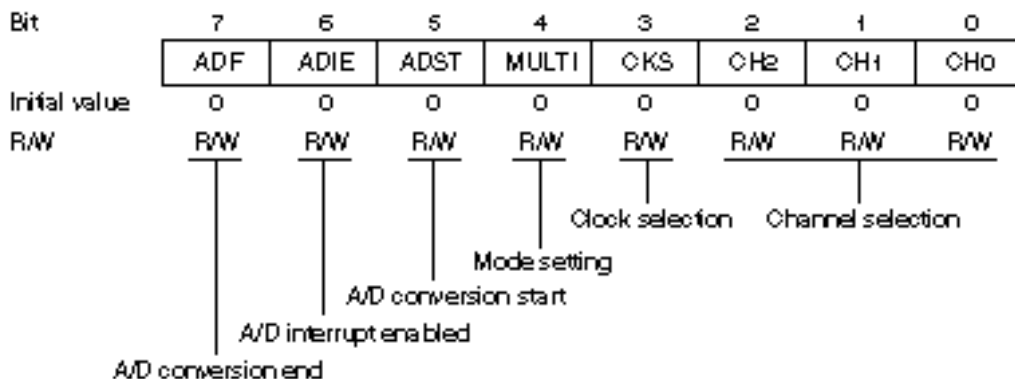 Bit 7 6 5 4 3 2 1 0
ADF ADIE ADST MULTI CKS CH2 CH1 CH0
Initial value 0 0 0 0 0 0 0 0
R/W R/W R/W R/W R/W R/W R/W R/W R/W
Clock selection Channel selection
Mode setting
A/D conversion start
A/D interrupt enabled
A/D conversion end